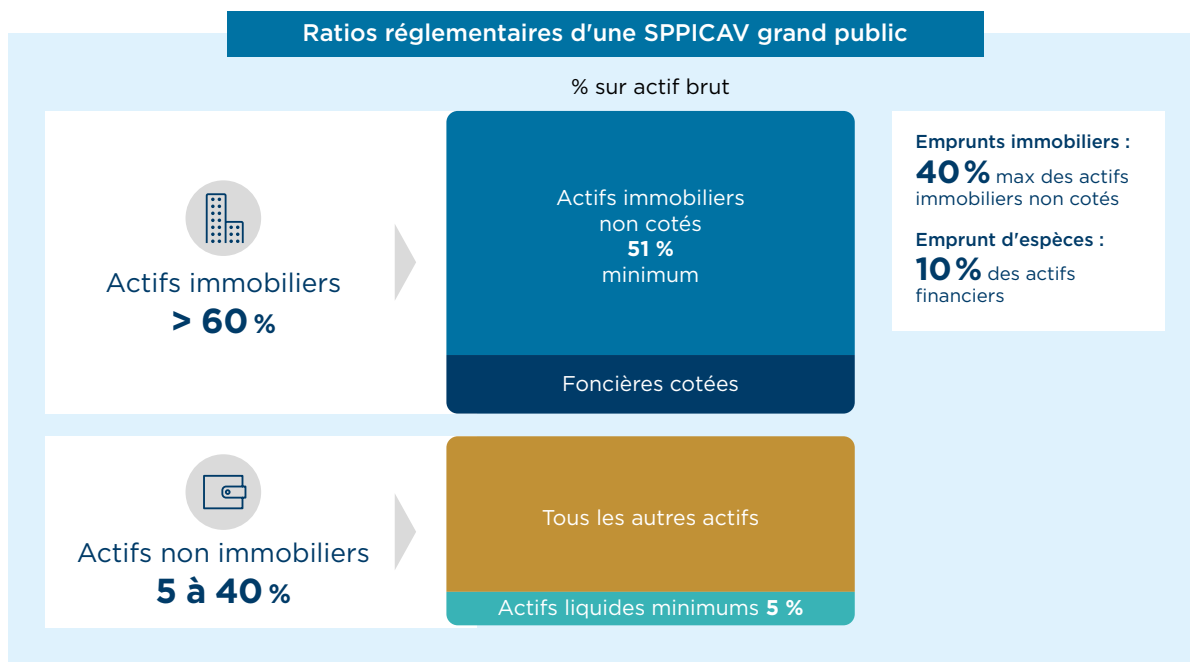 Ratios réglementaires d'une SPPICAV grand public
% sur actif brut
Actifs immobiliers
> 60 %
Actifs immobiliers
non cotés
51 %
minimum
Foncières cotées
Emprunts immobiliers :
40 % max des actifs
immobiliers non cotés
Emprunt d'espèces :
10 % des actifs
financiers
Actifs non immobiliers
5 à 40 %
Tous les autres actifs
Actifs liquides minimums 5 %